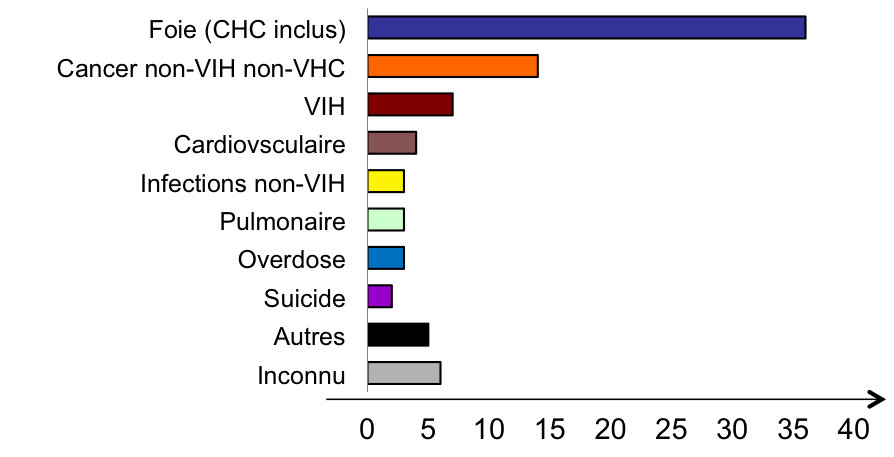 Foie (CHC inclus)
Cancer non-VIH non-VHC
VIH
Cardiovsculaire
Infections non-VIH
Pulmonaire
Overdose
Suicide
Autres
Inconnu
0 5 10 15 20 25 30 35 40